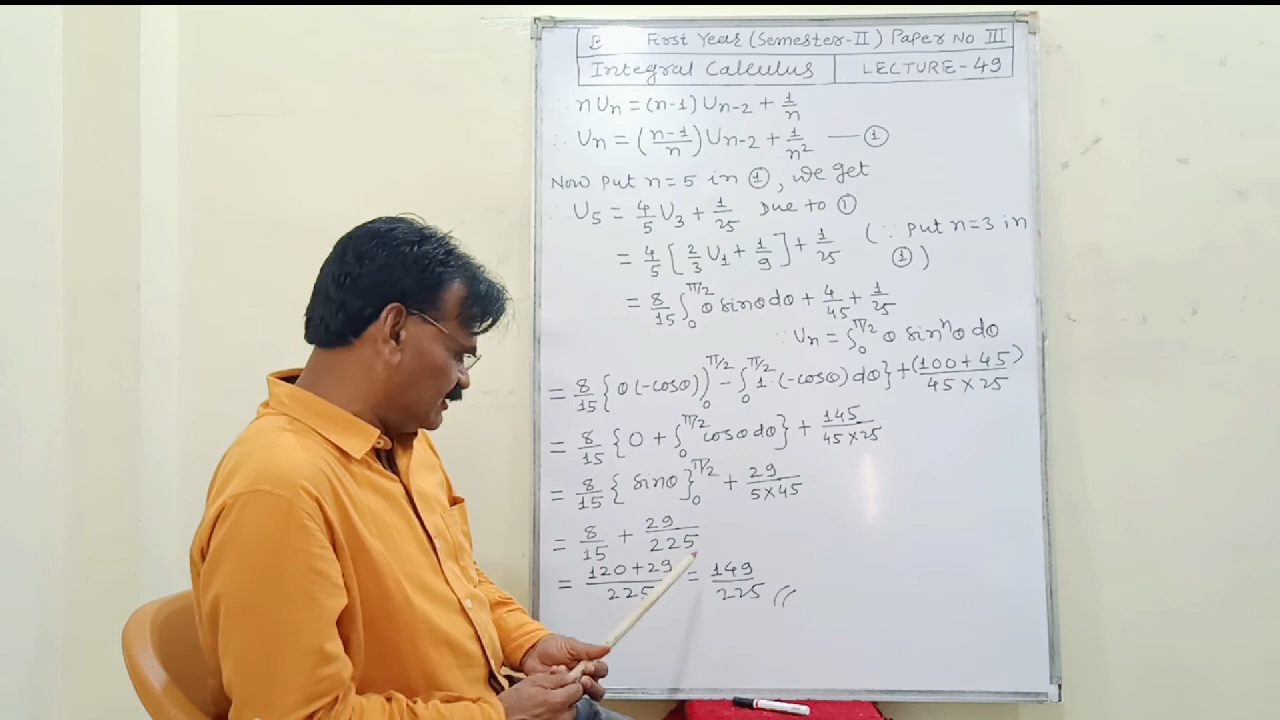 B First Year (Semester-II) Paper No III
Integral Calculus LECTURE-49
∴ nUn = (n-1) Un-2 + 1/n
∴ Un = (n-1/n) Un-2 + 1/n² — ①
Now put n=5 in ①, we get
∴ U5 = 4/5 U3 + 1/25 Due to ①
= 4/5 [2/3 U1 + 1/9] + 1/25 (∵ put n=3 in ①)
= 8/15 ∫₀^π/2 θ sinθ dθ + 4/45 + 1/25
∵ Un = ∫₀^π/2 θ sinⁿθ dθ
= 8/15 {θ(-cosθ))₀^π/2 - ∫₀^π/2 1·(-cosθ) dθ} + (100+45)/45×25
= 8/15 {0 + ∫₀^π/2 cosθ dθ} + 145/45×25
= 8/15 {sinθ}₀^π/2 + 29/5×45
= 8/15 + 29/225
= 120+29/225 = 149/225 //